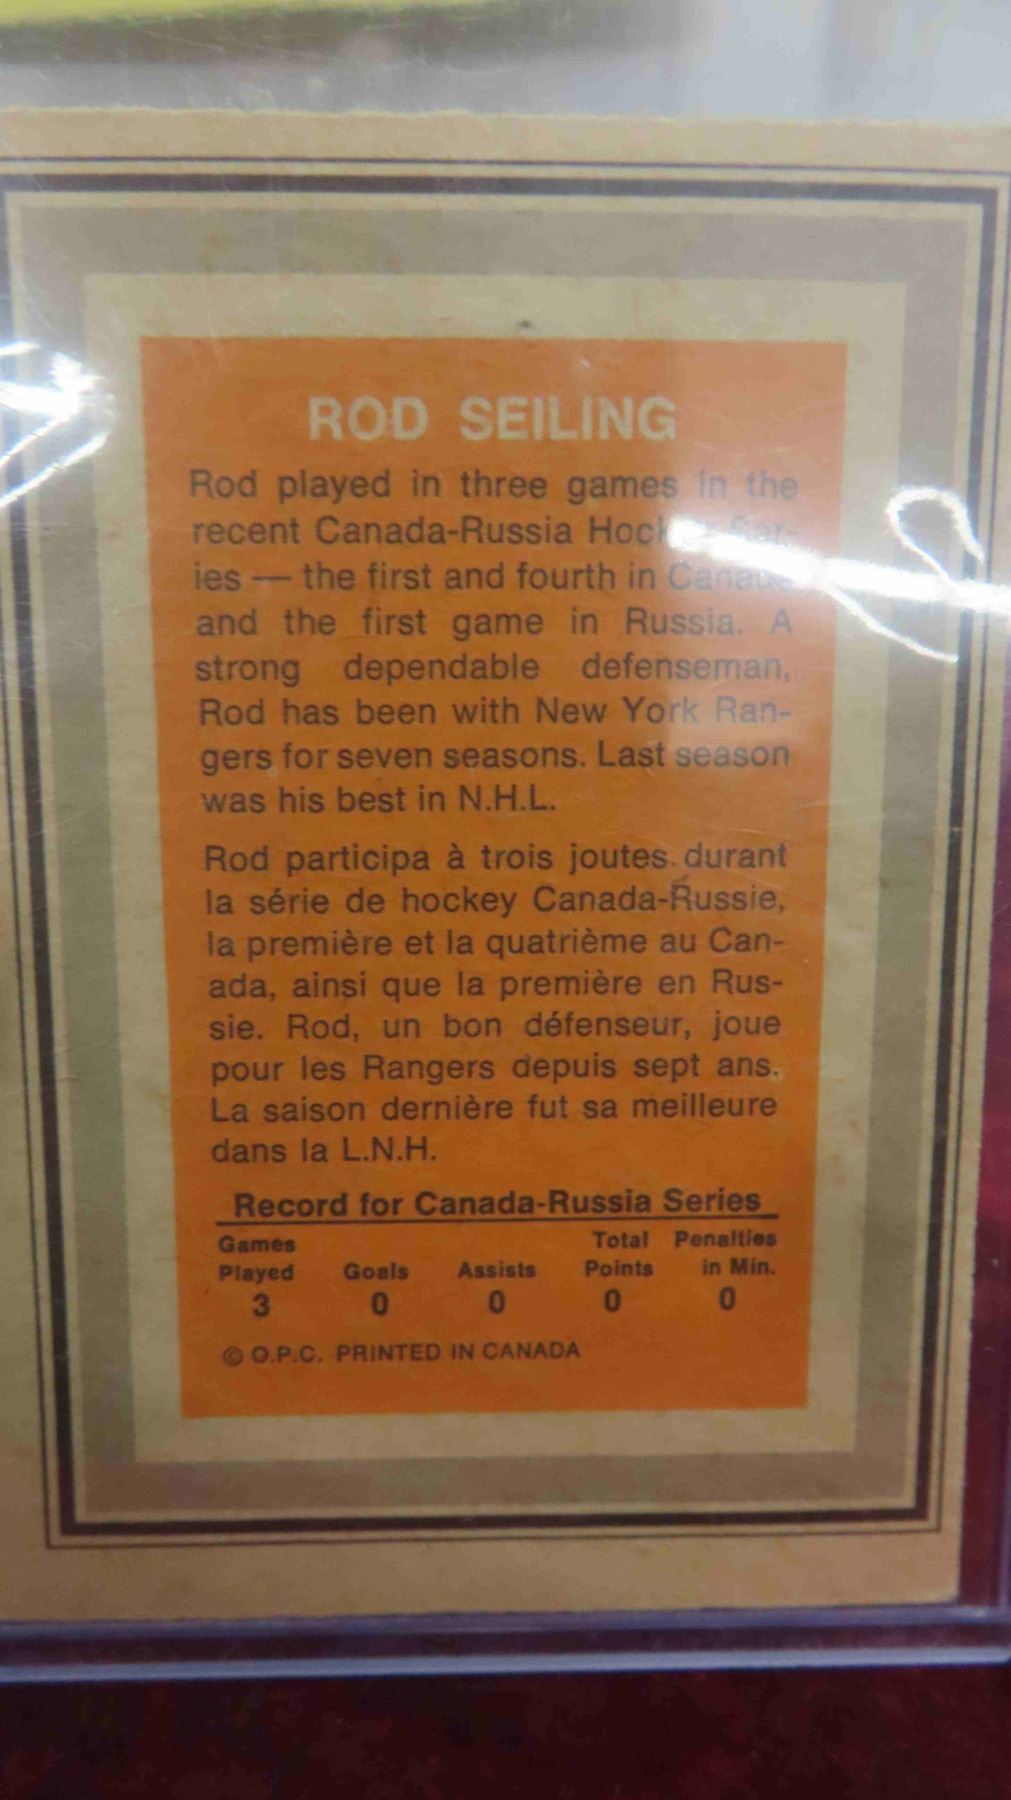 ROD SEILING
Rod played in three games in the
recent Canada-Russia Hockey Ser-
ies — the first and fourth in Canada
and the first game in Russia. A
strong dependable defenseman,
Rod has been with New York Ran-
gers for seven seasons. Last season
was his best in N.H.L.
Rod participa à trois joutes durant
la série de hockey Canada-Russie,
la première et la quatrième au Can-
ada, ainsi que la première en Rus-
sie. Rod, un bon défenseur, joue
pour les Rangers depuis sept ans.
La saison dernière fut sa meilleure
dans la L.N.H.
Record for Canada-Russia Series
Games Total Penalties
Played Goals Assists Points in Min.
3 0 0 0 0
© O.P.C. PRINTED IN CANADA